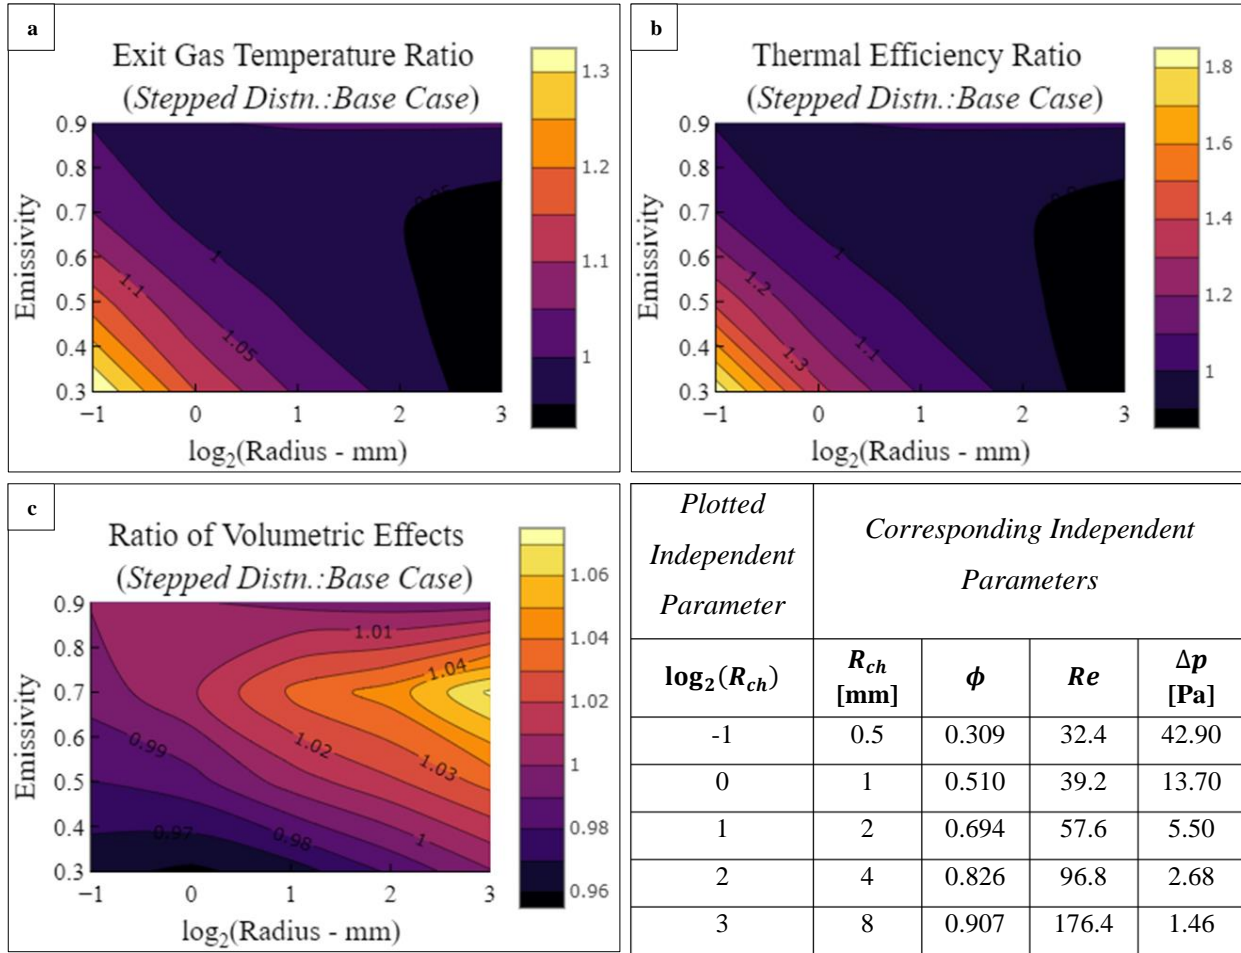 a
Exit Gas Temperature Ratio
(Stepped Distn.:Base Case)
Emissivity
0.9
0.8
0.7
0.6
0.5
0.4
0.3
−1 0 1 2 3
log₂(Radius - mm)
1
1.1
1.05
1.3
1.2
1.1
1
b
Thermal Efficiency Ratio
(Stepped Distn.:Base Case)
Emissivity
0.9
0.8
0.7
0.6
0.5
0.4
0.3
−1 0 1 2 3
log₂(Radius - mm)
1
1.2
1.1
1.3
1.8
1.6
1.4
1.2
1
c
Ratio of Volumetric Effects
(Stepped Distn.:Base Case)
Emissivity
0.9
0.8
0.7
0.6
0.5
0.4
0.3
−1 0 1 2 3
log₂(Radius - mm)
1.01
1.04
0.99
1.02
1.03
0.97
0.98
1
1.06
1.04
1.02
1
0.98
0.96
Plotted
Independent
Parameter
Corresponding Independent
Parameters
log₂(R_ch) R_ch [mm] ϕ Re Δp [Pa]
-1 0.5 0.309 32.4 42.90
0 1 0.510 39.2 13.70
1 2 0.694 57.6 5.50
2 4 0.826 96.8 2.68
3 8 0.907 176.4 1.46